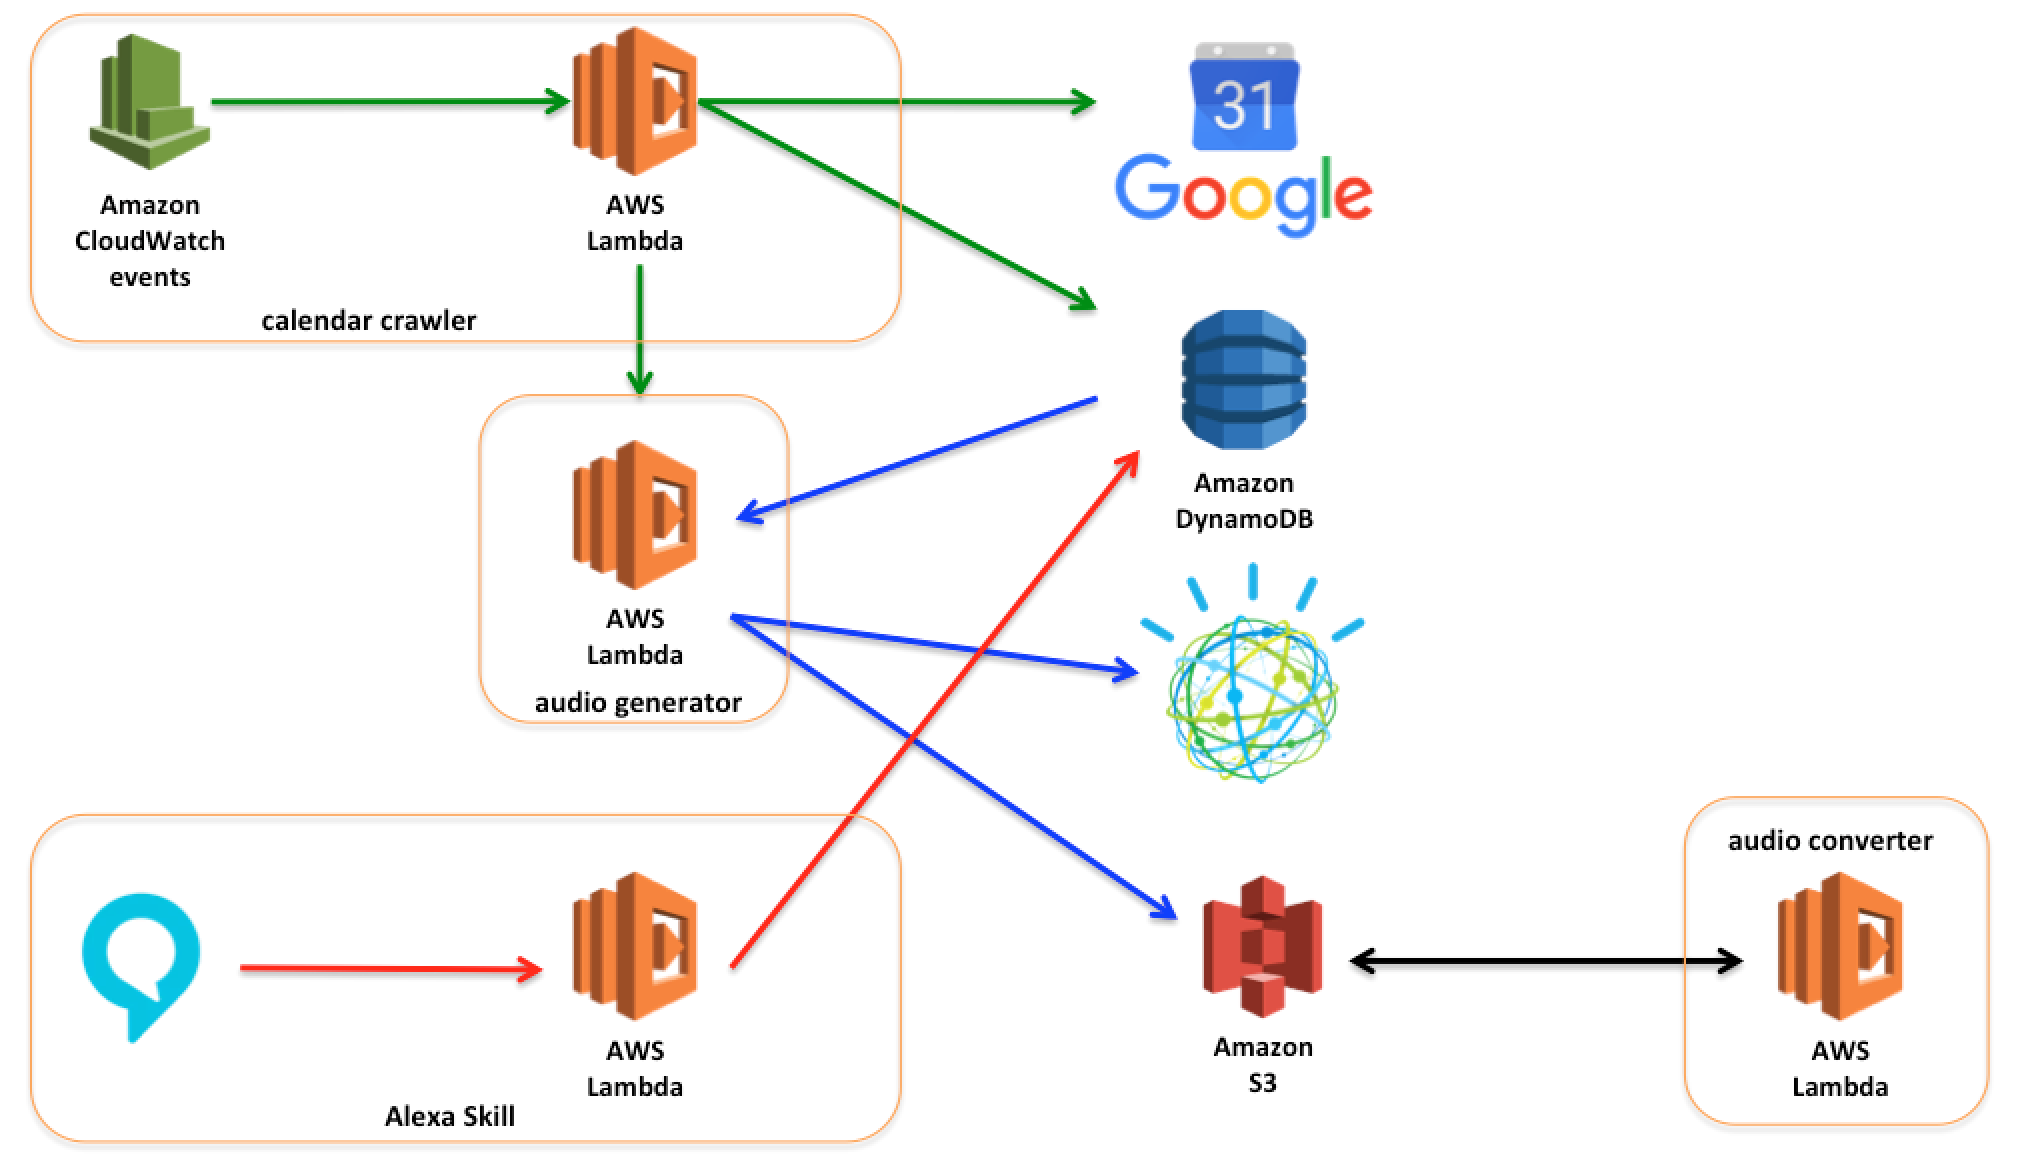 Amazon
CloudWatch
events
AWS
Lambda
calendar crawler
31
Google
AWS
Lambda
audio generator
Amazon
DynamoDB
AWS
Lambda
Alexa Skill
Amazon
S3
audio converter
AWS
Lambda